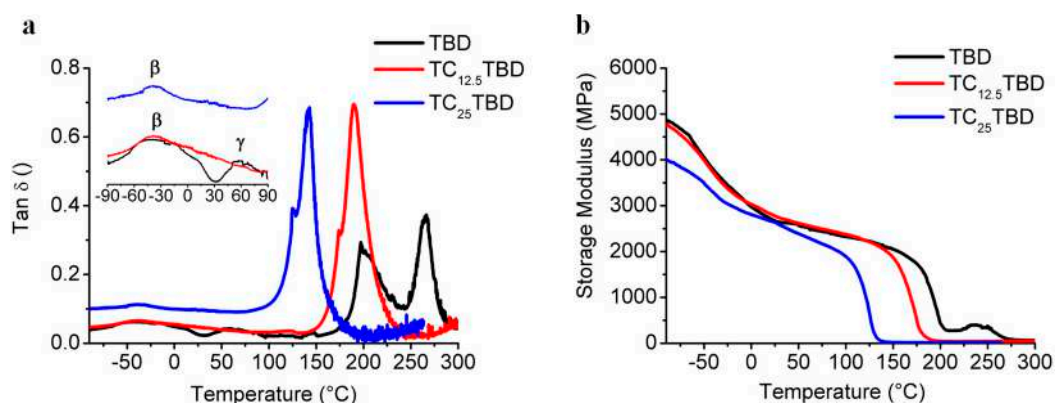 a
TBD
TC12.5TBD
TC25TBD
0.8
0.6
0.4
0.2
0.0
Tan δ ()
β
β
γ
-90 -60 -30 0 30 60 90
-50 0 50 100 150 200 250 300
Temperature (°C)
b
TBD
TC12.5TBD
TC25TBD
6000
5000
4000
3000
2000
1000
0
Storage Modulus (MPa)
-50 0 50 100 150 200 250 300
Temperature (°C)